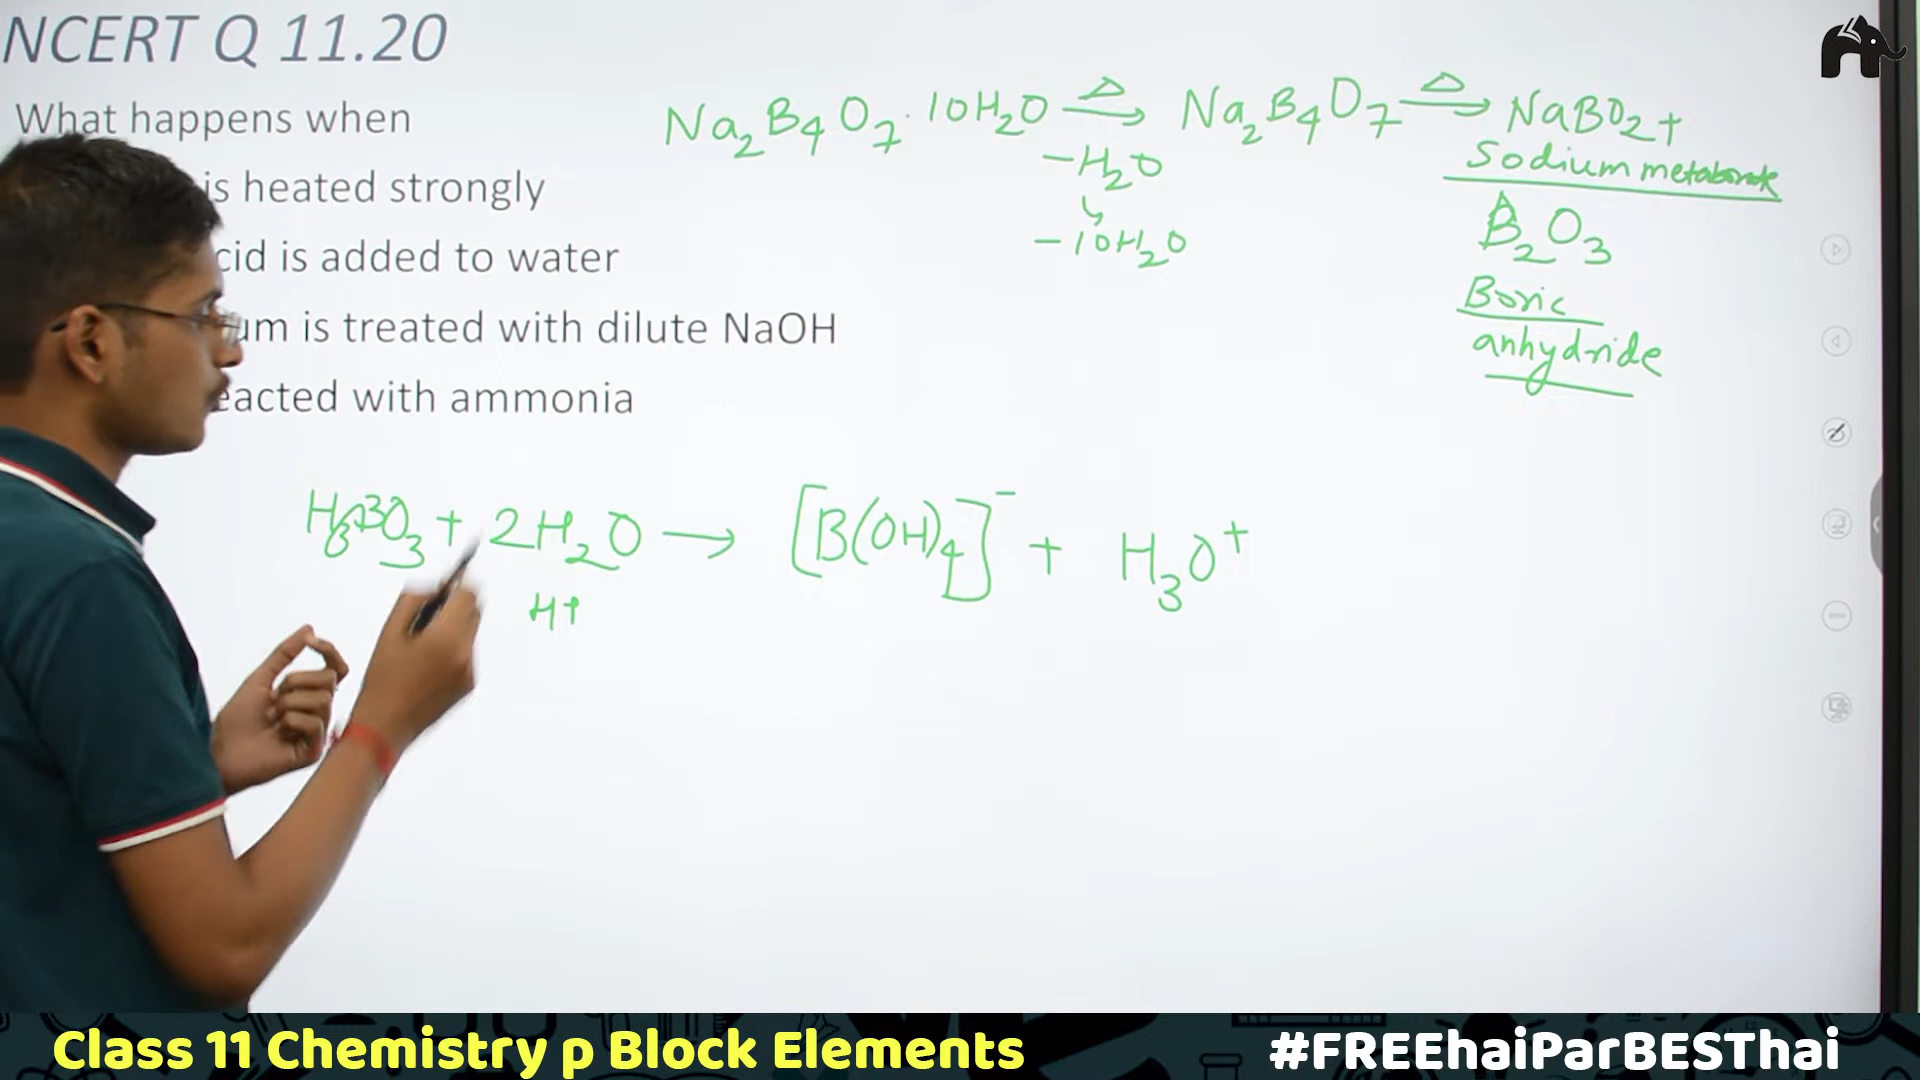 NCERT Q 11.20
What happens when
is heated strongly
cid is added to water
um is treated with dilute NaOH
eacted with ammonia
Na₂B₄O₇·10H₂O —Δ→ Na₂B₄O₇ —Δ→ NaBO₂ +
-H₂O
↳
-10H₂O
Sodium metaborate
B₂O₃
Boric
anhydride
H₃BO₃ + 2H₂O → [B(OH)₄]⁻ + H₃O⁺
H+
Class 11 Chemistry p Block Elements
#FREEhaiParBESThai